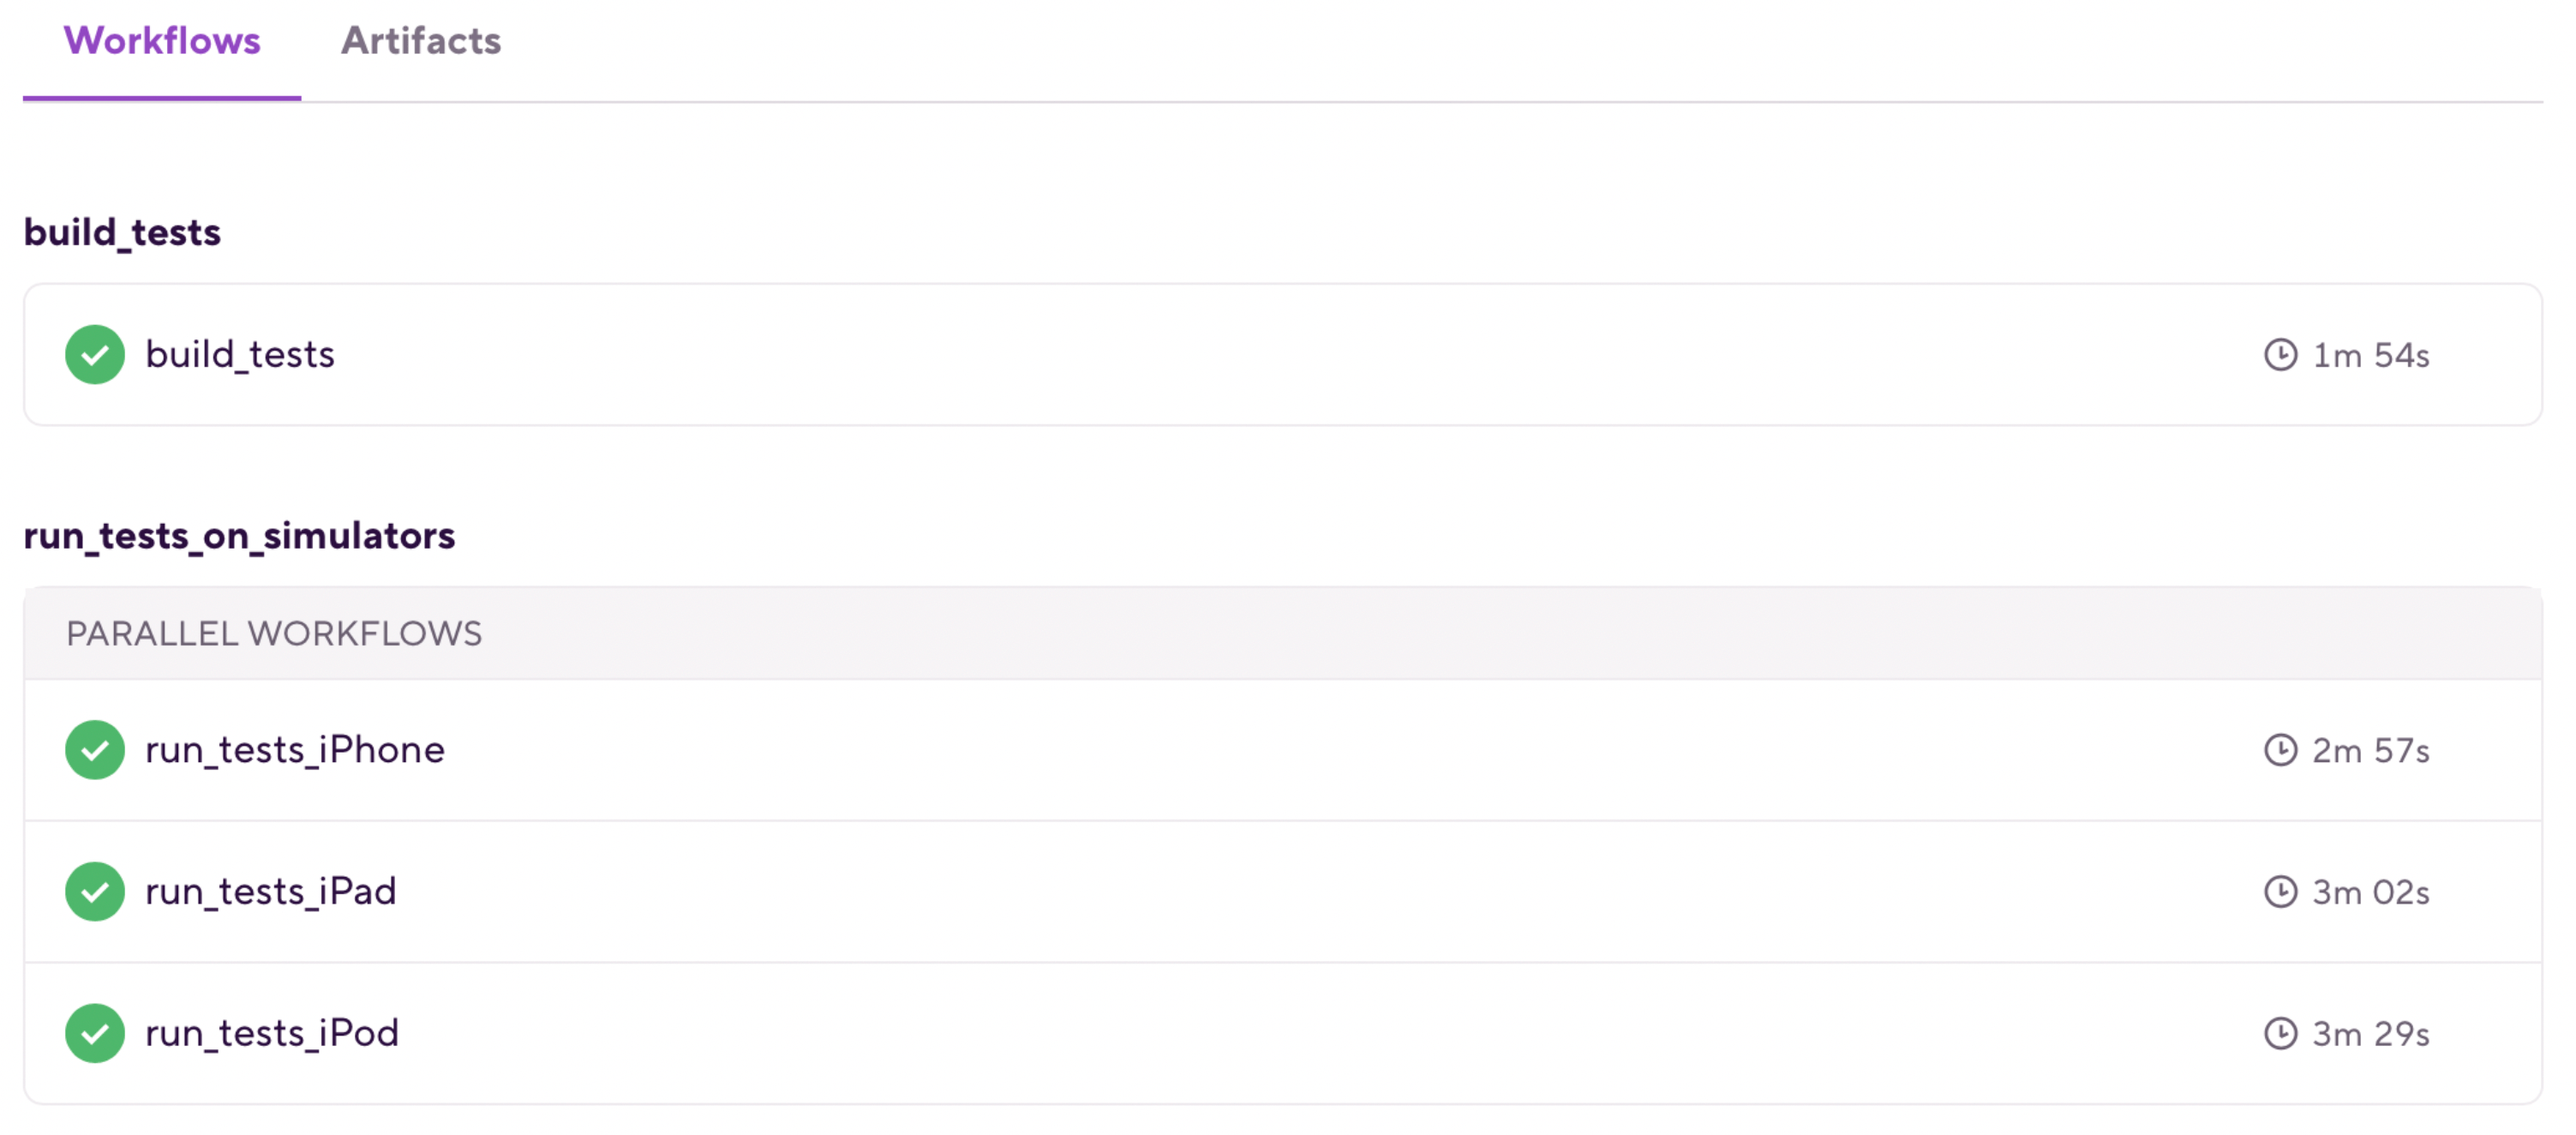 Workflows Artifacts
build_tests
build_tests 1m 54s
run_tests_on_simulators
PARALLEL WORKFLOWS
run_tests_iPhone 2m 57s
run_tests_iPad 3m 02s
run_tests_iPod 3m 29s